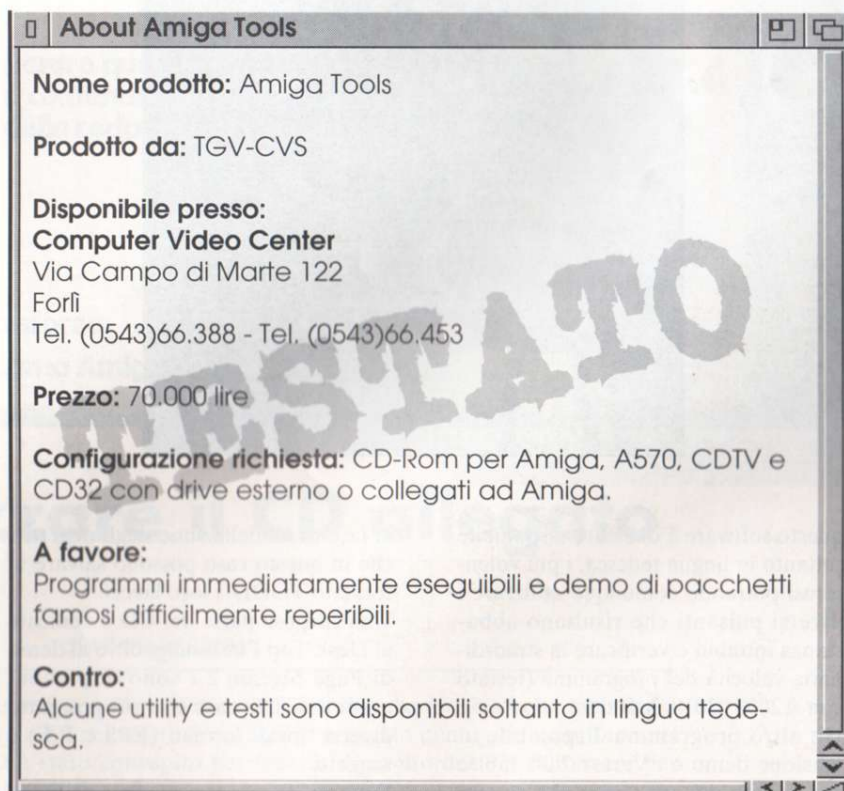 About Amiga Tools
Nome prodotto: Amiga Tools
Prodotto da: TGV-CVS
Disponibile presso:
Computer Video Center
Via Campo di Marte 122
Forlì
Tel. (0543)66.388 - Tel. (0543)66.453
TESTATO
Prezzo: 70.000 lire
Configurazione richiesta: CD-Rom per Amiga, A570, CDTV e
CD32 con drive esterno o collegati ad Amiga.
A favore:
Programmi immediatamente eseguibili e demo di pacchetti
famosi difficilmente reperibili.
Contro:
Alcune utility e testi sono disponibili soltanto in lingua tede-
sca.